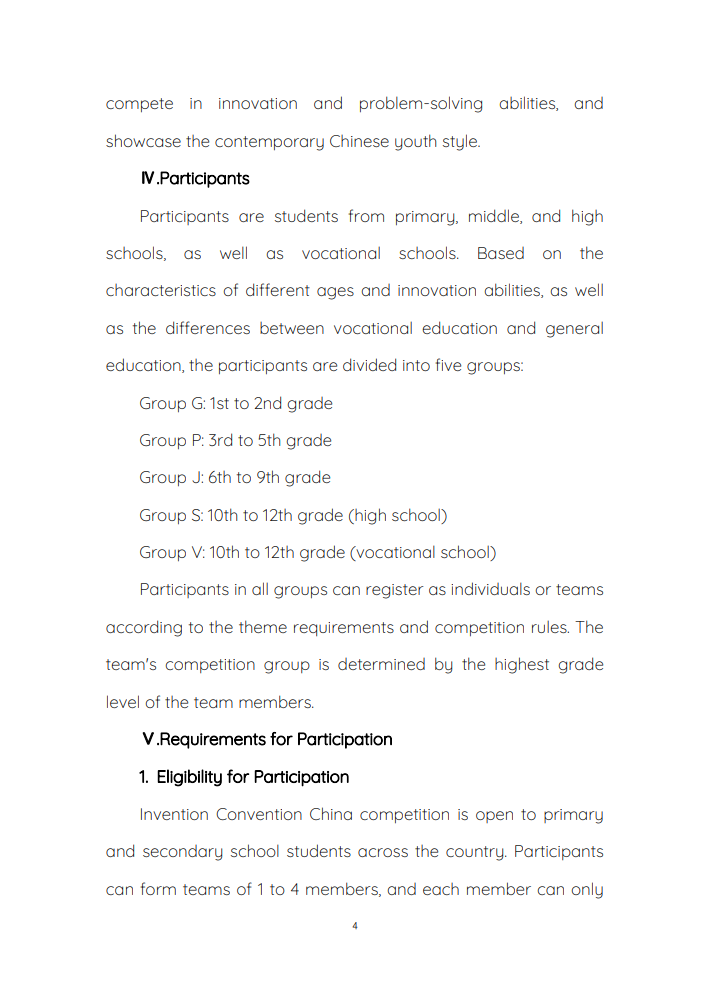 compete in innovation and problem-solving abilities, and
showcase the contemporary Chinese youth style.
Ⅳ.Participants
Participants are students from primary, middle, and high
schools, as well as vocational schools. Based on the
characteristics of different ages and innovation abilities, as well
as the differences between vocational education and general
education, the participants are divided into five groups:
Group G: 1st to 2nd grade
Group P: 3rd to 5th grade
Group J: 6th to 9th grade
Group S: 10th to 12th grade (high school)
Group V: 10th to 12th grade (vocational school)
Participants in all groups can register as individuals or teams
according to the theme requirements and competition rules. The
team's competition group is determined by the highest grade
level of the team members.
Ⅴ.Requirements for Participation
1. Eligibility for Participation
Invention Convention China competition is open to primary
and secondary school students across the country. Participants
can form teams of 1 to 4 members, and each member can only
4